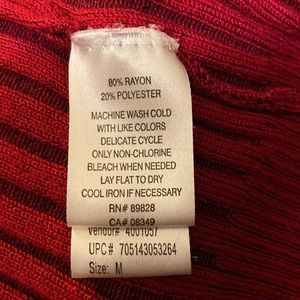 80% RAYON
20% POLYESTER
MACHINE WASH COLD
WITH LIKE COLORS
DELICATE CYCLE
ONLY NON-CHLORINE
BLEACH WHEN NEEDED
LAY FLAT TO DRY
COOL IRON IF NECESSARY
RN# 89828
CA# 08349
Vendor# 4001057
UPC# 705143053264
Size: M